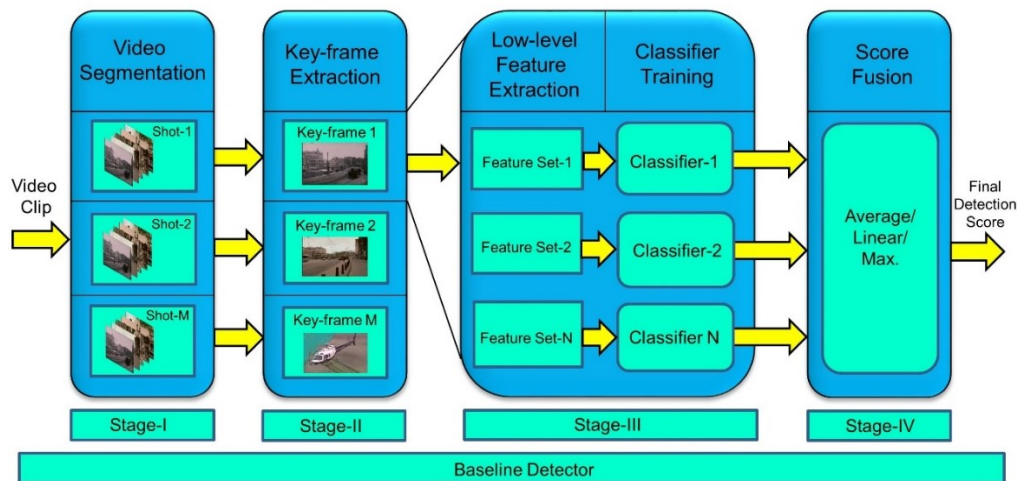 Video
Segmentation
Key-frame
Extraction
Low-level
Feature
Extraction
Classifier
Training
Score
Fusion
Video
Clip
Shot-1
Shot-2
Shot-M
Key-frame 1
Key-frame 2
Key-frame M
Feature Set-1
Classifier-1
Feature Set-2
Classifier-2
Feature Set-N
Classifier N
Average/
Linear/
Max.
Final
Detection
Score
Stage-I
Stage-II
Stage-III
Stage-IV
Baseline Detector